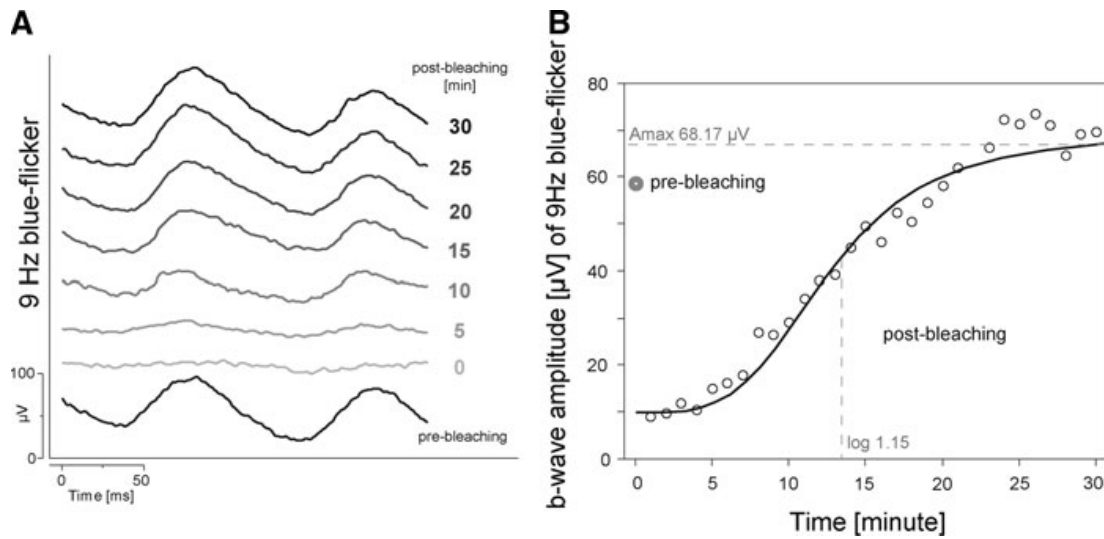 A
9 Hz blue-flicker
post-bleaching
[min]
30
25
20
15
10
5
0
pre-bleaching
100
µV
0
0 50
Time [ms]
B
b-wave amplitude [µV] of 9Hz blue-flicker
80
60
40
20
0
Amax 68.17 µV
pre-bleaching
post-bleaching
log 1.15
0 5 10 15 20 25 30
Time [minute]